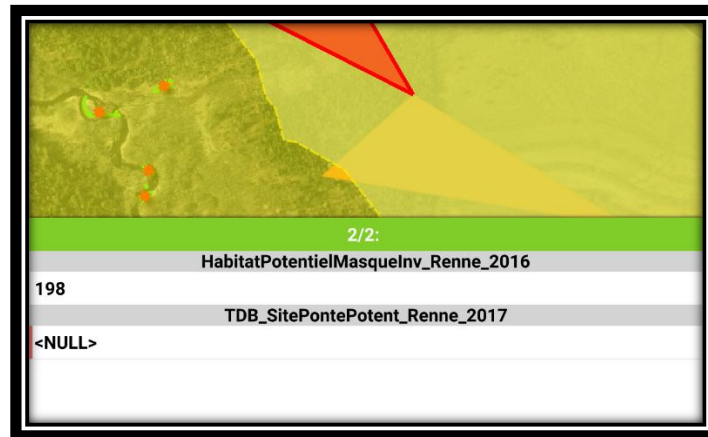 2/2:
HabitatPotentielMasqueInv_Renne_2016
198
TDB_SitePontePotent_Renne_2017
<NULL>